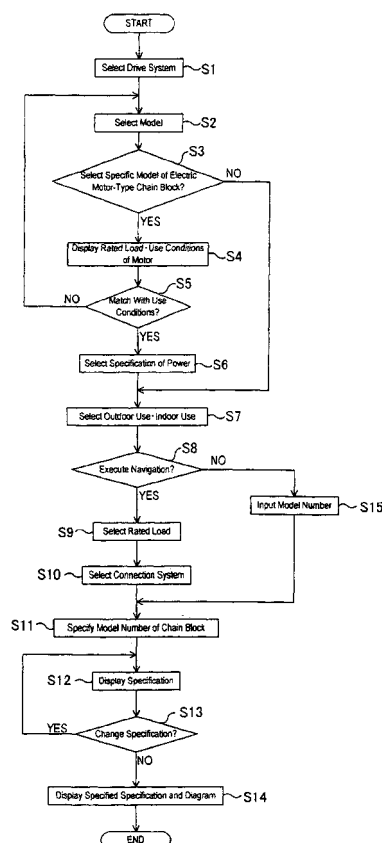 START
Select Drive System
S1
Select Model
S2
S3
Select Specific Model of Electric
Motor-Type Chain Block?
NO
YES
Display Rated Load·Use Conditions
of Motor
S4
S5
NO
Match With Use
Conditions?
YES
Select Specification of Power
S6
Select Outdoor Use·Indoor Use
S7
S8
Execute Navigation?
NO
YES
Input Model Number
S15
S9
Select Rated Load
S10
Select Connection System
S11
Specify Model Number of Chain Block
S12
Display Specification
S13
YES
Change Specification?
NO
Display Specified Specification and Diagram
S14
END